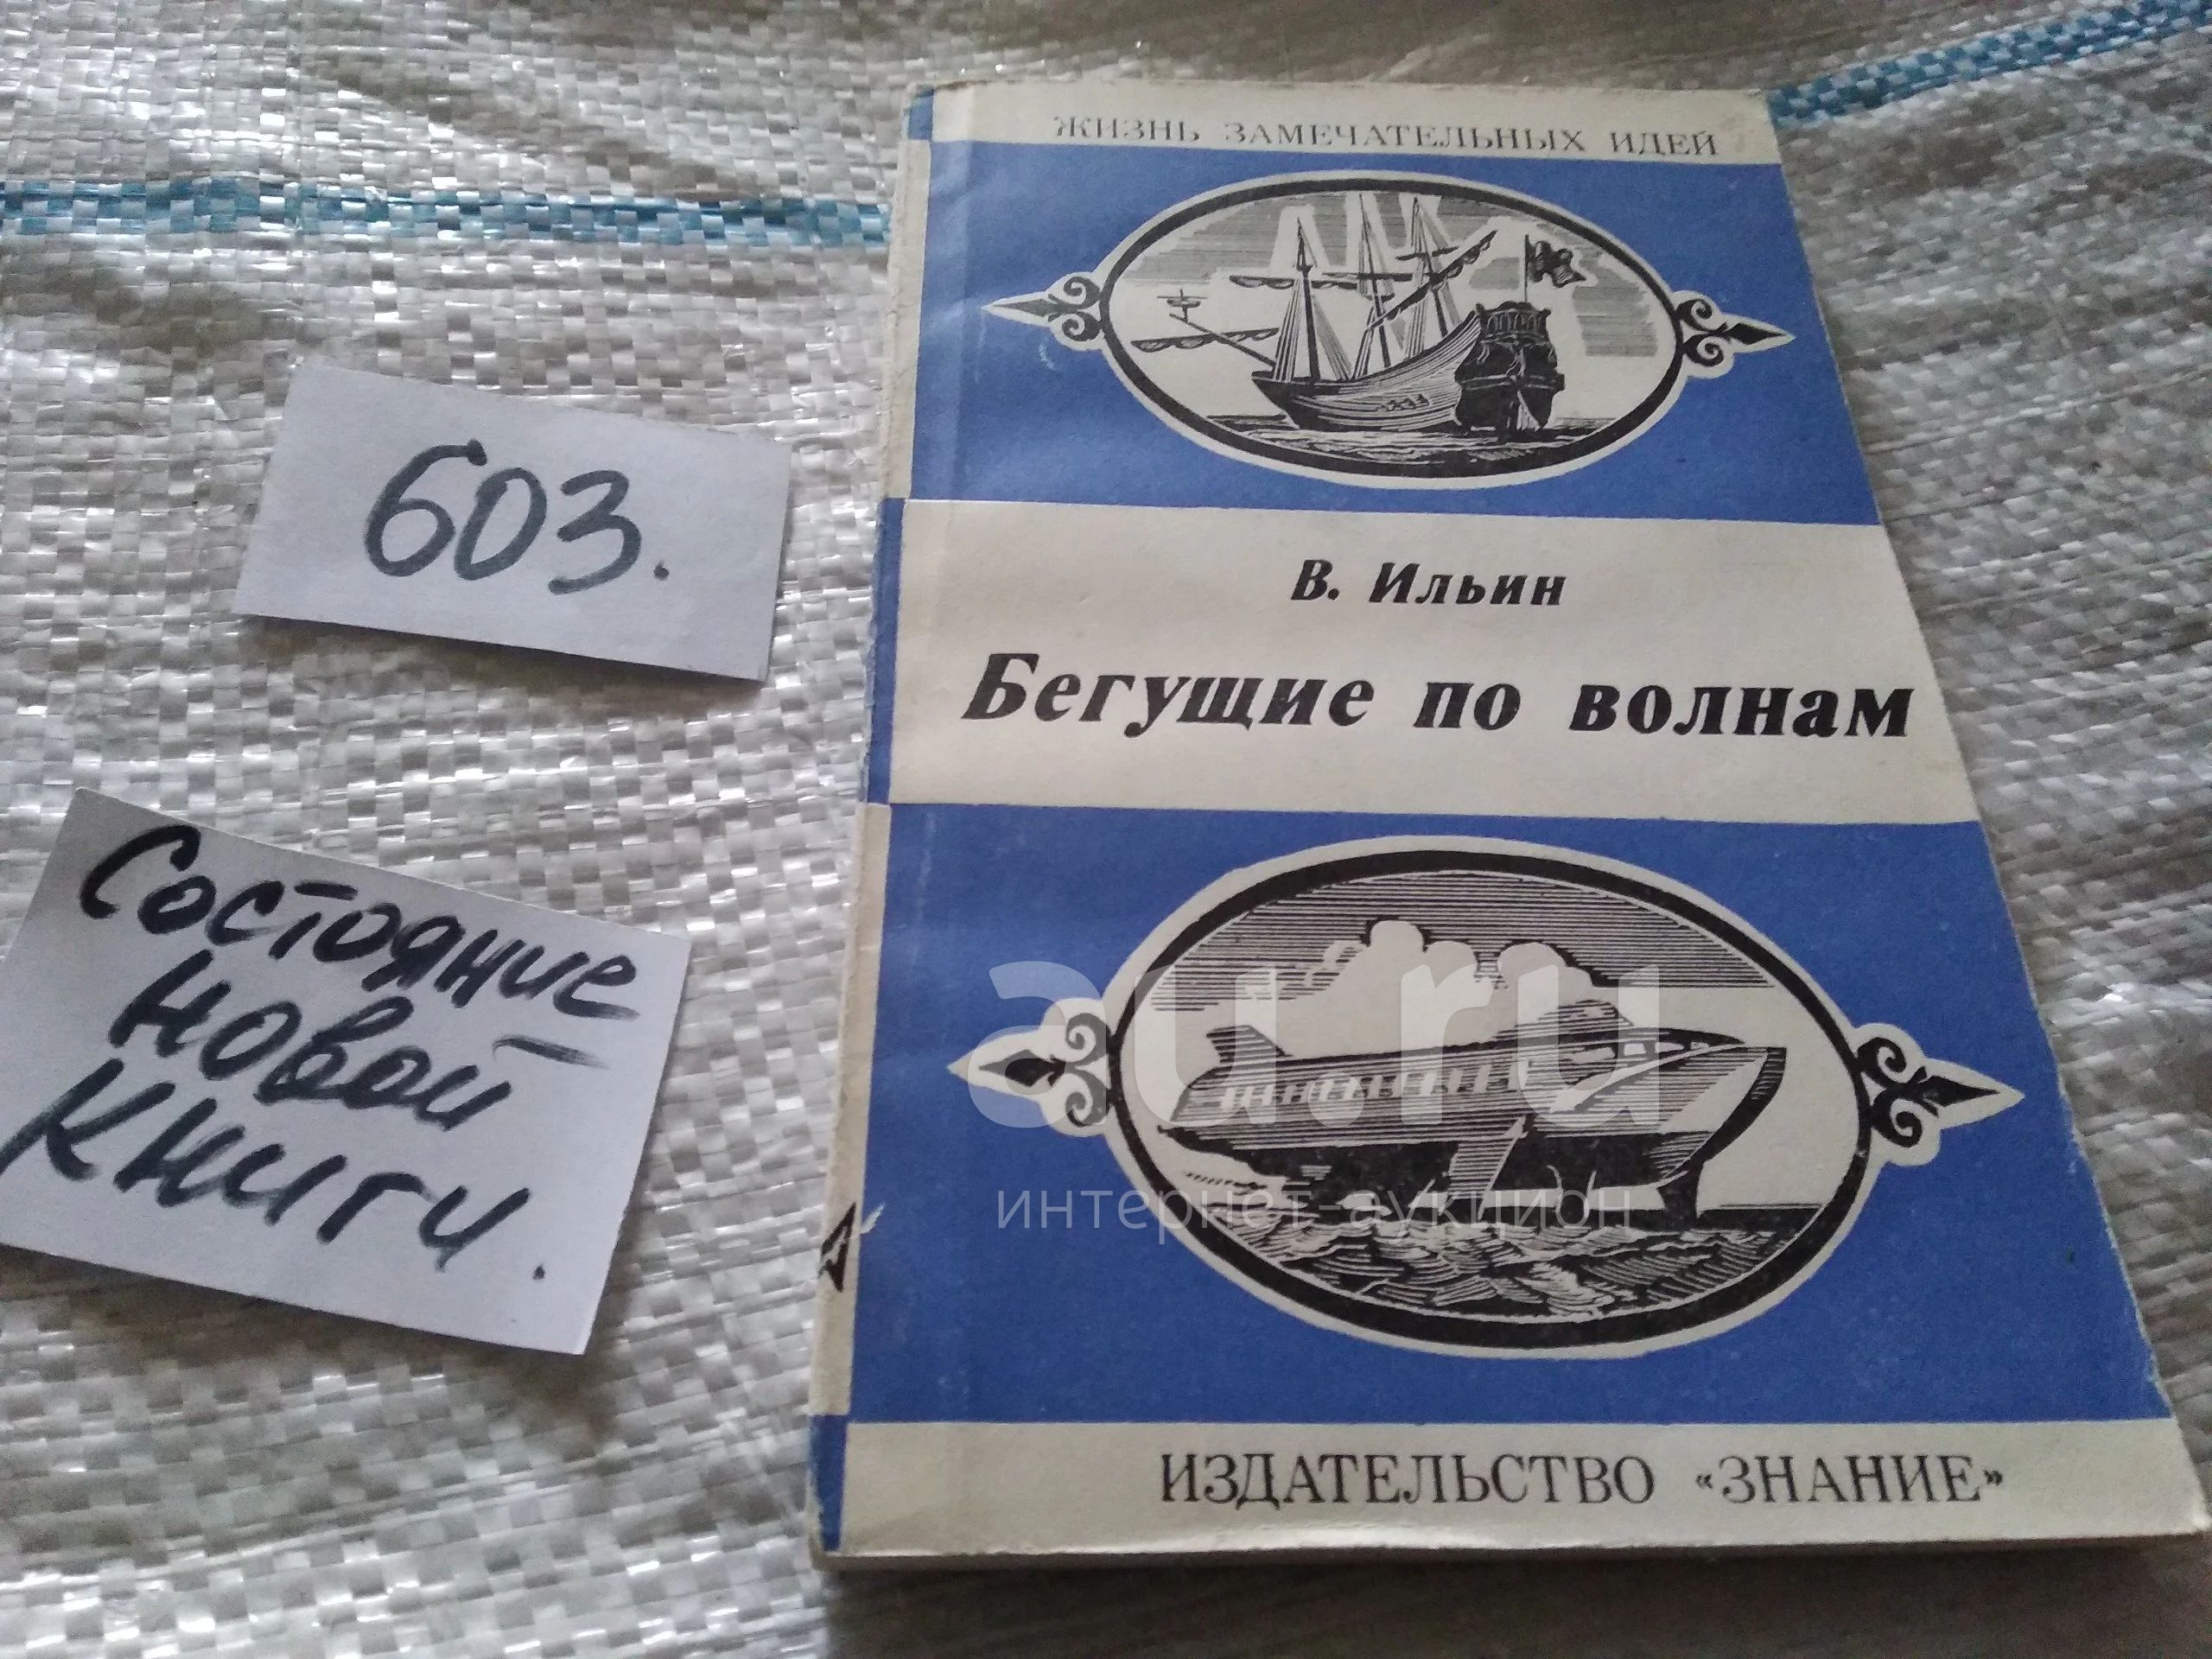 ЖИЗНЬ ЗАМЕЧАТЕЛЬНЫХ ИДЕЙ
В. Ильин
Бегущие по волнам
ИЗДАТЕЛЬСТВО «ЗНАНИЕ»
603.
Состояние
новой
книги.
au.ru
интернет-аукцион